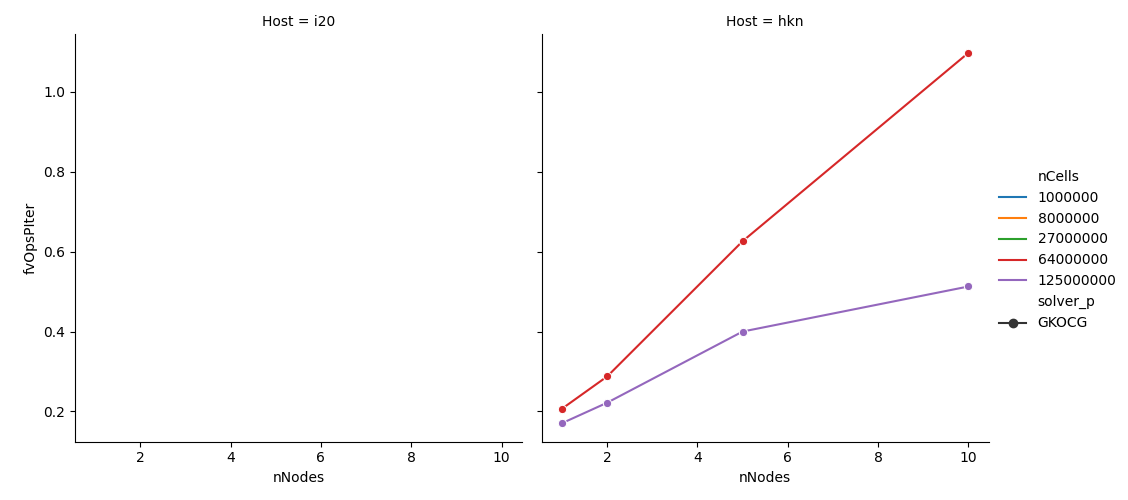 Host = i20
Host = hkn
1.0
0.8
0.6
0.4
0.2
fvOpsPIter
2 4 6 8 10
nNodes
2 4 6 8 10
nNodes
nCells
1000000
8000000
27000000
64000000
125000000
solver_p
GKOCG